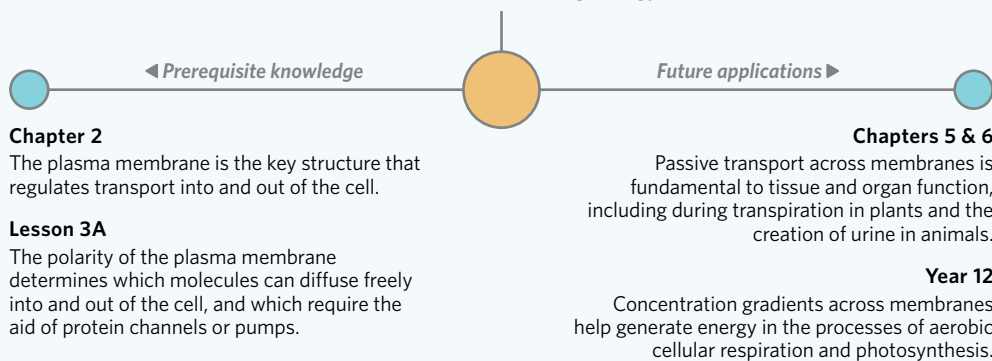 ◀ Prerequisite knowledge
Future applications ▶
Chapter 2
The plasma membrane is the key structure that
regulates transport into and out of the cell.
Lesson 3A
The polarity of the plasma membrane
determines which molecules can diffuse freely
into and out of the cell, and which require the
aid of protein channels or pumps.
Chapters 5 & 6
Passive transport across membranes is
fundamental to tissue and organ function,
including during transpiration in plants and the
creation of urine in animals.
Year 12
Concentration gradients across membranes
help generate energy in the processes of aerobic
cellular respiration and photosynthesis.